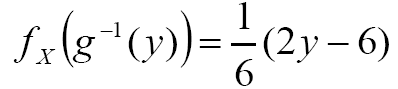 f_X(g^{-1}(y)) = \frac{1}{6}(2y - 6)